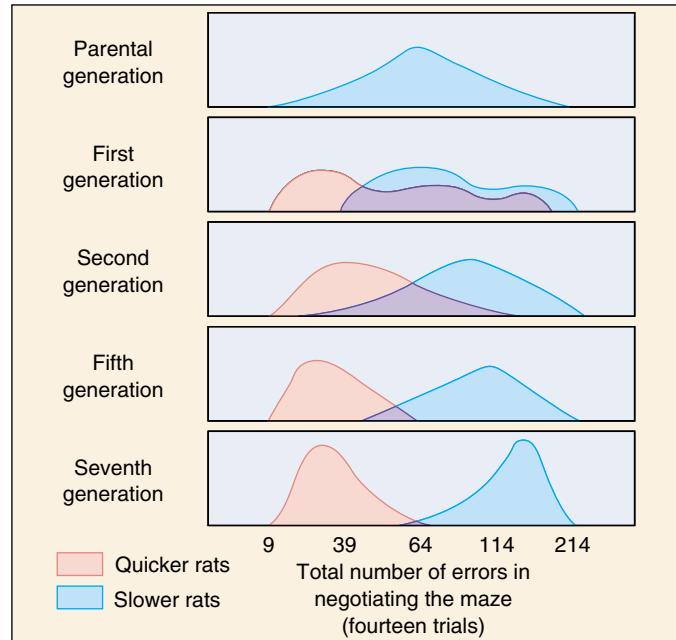 Parental
generation
First
generation
Second
generation
Fifth
generation
Seventh
generation
9 39 64 114 214
Quicker rats
Slower rats
Total number of errors in
negotiating the maze
(fourteen trials)